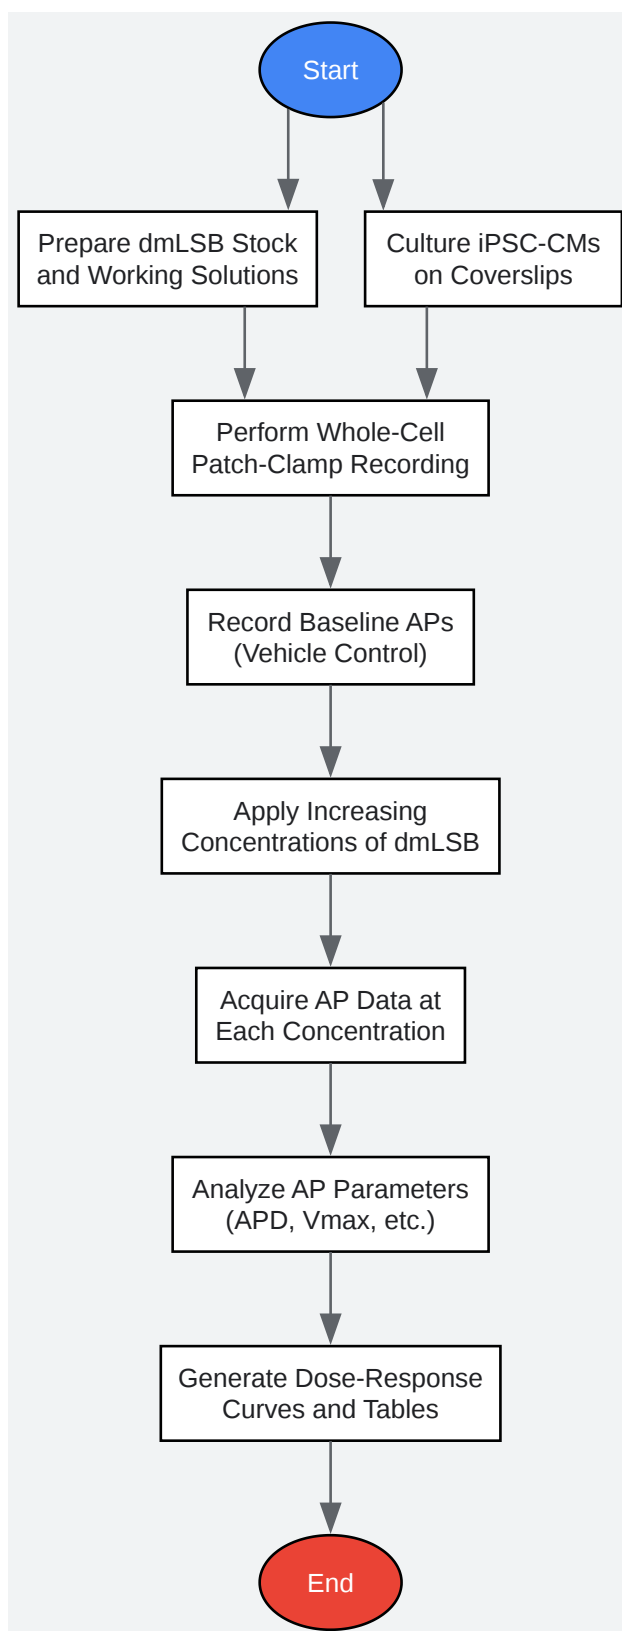 Start
Prepare dmLSB Stock
and Working Solutions
Culture iPSC-CMs
on Coverslips
Perform Whole-Cell
Patch-Clamp Recording
Record Baseline APs
(Vehicle Control)
Apply Increasing
Concentrations of dmLSB
Acquire AP Data at
Each Concentration
Analyze AP Parameters
(APD, Vmax, etc.)
Generate Dose-Response
Curves and Tables
End